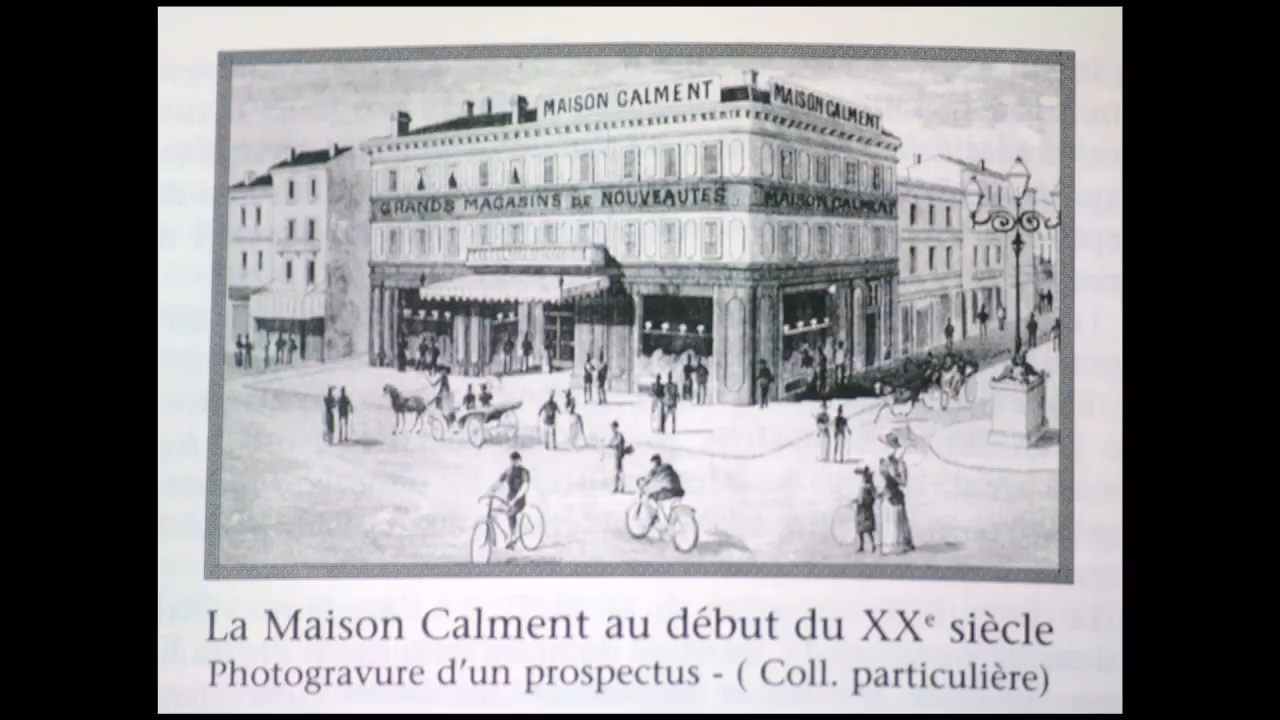 MAISON CALMENT
MAISON CALMENT
GRANDS MAGASINS DE NOUVEAUTES
MAISON CALMENT
La Maison Calment au début du XXe siècle
Photogravure d'un prospectus - ( Coll. particulière)